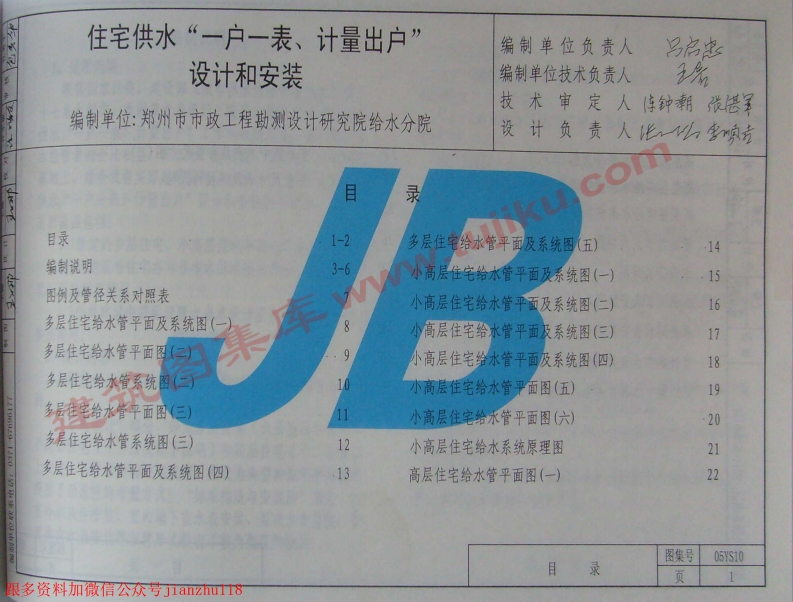 住宅供水“一户一表、计量出户”
设计和安装
编制单位:郑州市市政工程勘测设计研究院给水分院
编制单位负责人
编制单位技术负责人
技术审定人
设计负责人
目 录
目录 1-2
编制说明 3-6
图例及管径关系对照表 7
多层住宅给水管平面及系统图(一) 8
多层住宅给水管平面图(二) 9
多层住宅给水管系统图(二) 10
多层住宅给水管平面图(三) 11
多层住宅给水管系统图(三) 12
多层住宅给水管平面及系统图(四) 13
多层住宅给水管平面及系统图(五) 14
小高层住宅给水管平面及系统图(一) 15
小高层住宅给水管平面及系统图(二) 16
小高层住宅给水管平面及系统图(三) 17
小高层住宅给水管平面及系统图(四) 18
小高层住宅给水管平面图(五) 19
小高层住宅给水管平面图(六) 20
小高层住宅给水系统原理图 21
高层住宅给水管平面图(一) 22
JB
建筑图集库 www.tujiku.com
目 录
图集号 05YS10
页 1
跟多资料加微信公众号jianzhu118